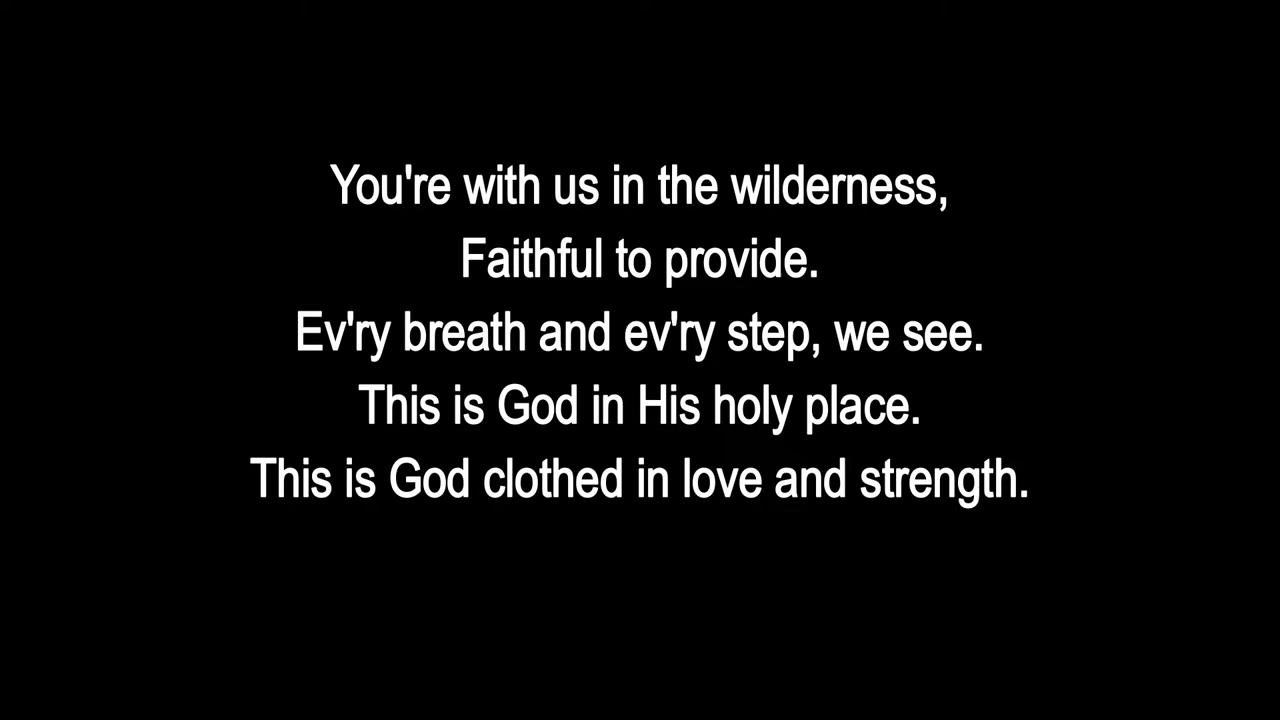 You're with us in the wilderness,
Faithful to provide.
Ev'ry breath and ev'ry step, we see.
This is God in His holy place.
This is God clothed in love and strength.